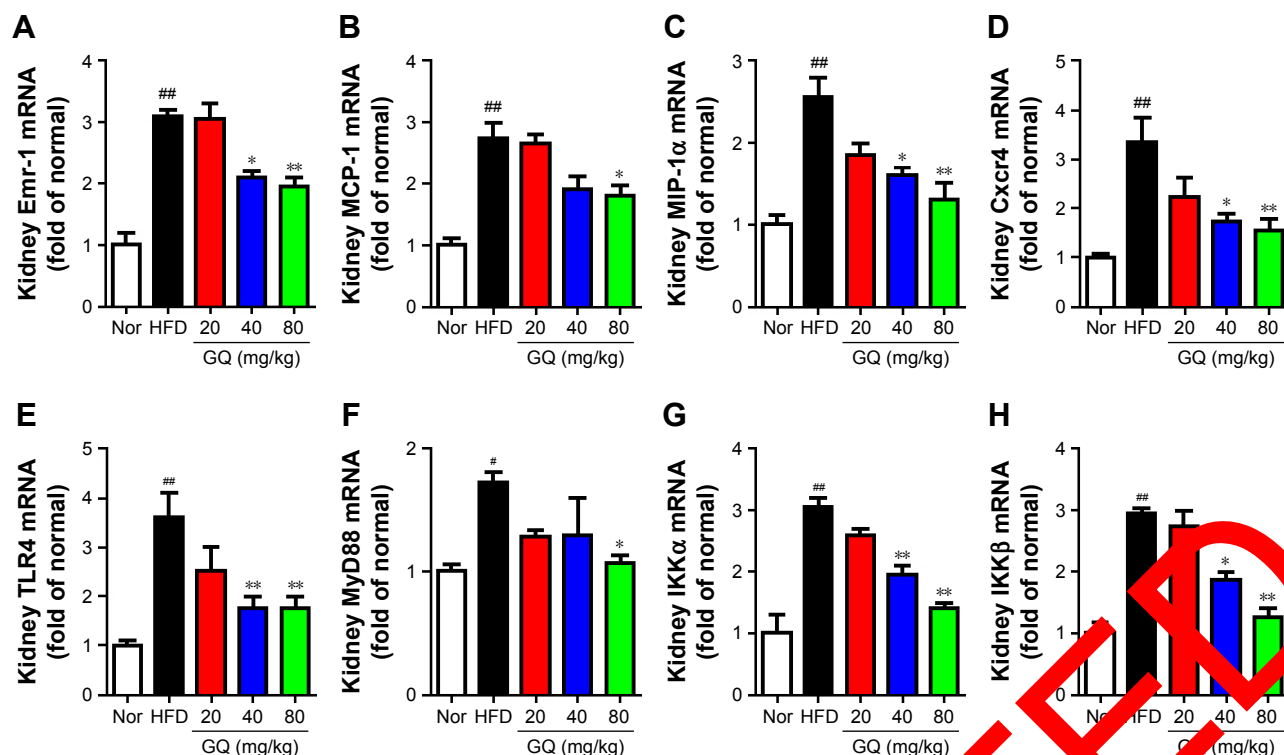 A
Kidney Emr-1 mRNA
(fold of normal)
4
3
2
1
0
##
*
**
Nor HFD 20 40 80
GQ (mg/kg)
B
Kidney MCP-1 mRNA
(fold of normal)
4
3
2
1
0
##
*
Nor HFD 20 40 80
GQ (mg/kg)
C
Kidney MIP-1α mRNA
(fold of normal)
3
2
1
0
##
*
**
Nor HFD 20 40 80
GQ (mg/kg)
D
Kidney Cxcr4 mRNA
(fold of normal)
5
4
3
2
1
0
##
*
**
Nor HFD 20 40 80
GQ (mg/kg)
E
Kidney TLR4 mRNA
(fold of normal)
5
4
3
2
1
0
##
**
**
Nor HFD 20 40 80
GQ (mg/kg)
F
Kidney MyD88 mRNA
(fold of normal)
2
1
0
#
*
Nor HFD 20 40 80
GQ (mg/kg)
G
Kidney IKKα mRNA
(fold of normal)
4
3
2
1
0
##
**
**
Nor HFD 20 40 80
GQ (mg/kg)
H
Kidney IKKβ mRNA
(fold of normal)
4
3
2
1
0
##
*
**
Nor HFD 20 40 80
GQ (mg/kg)